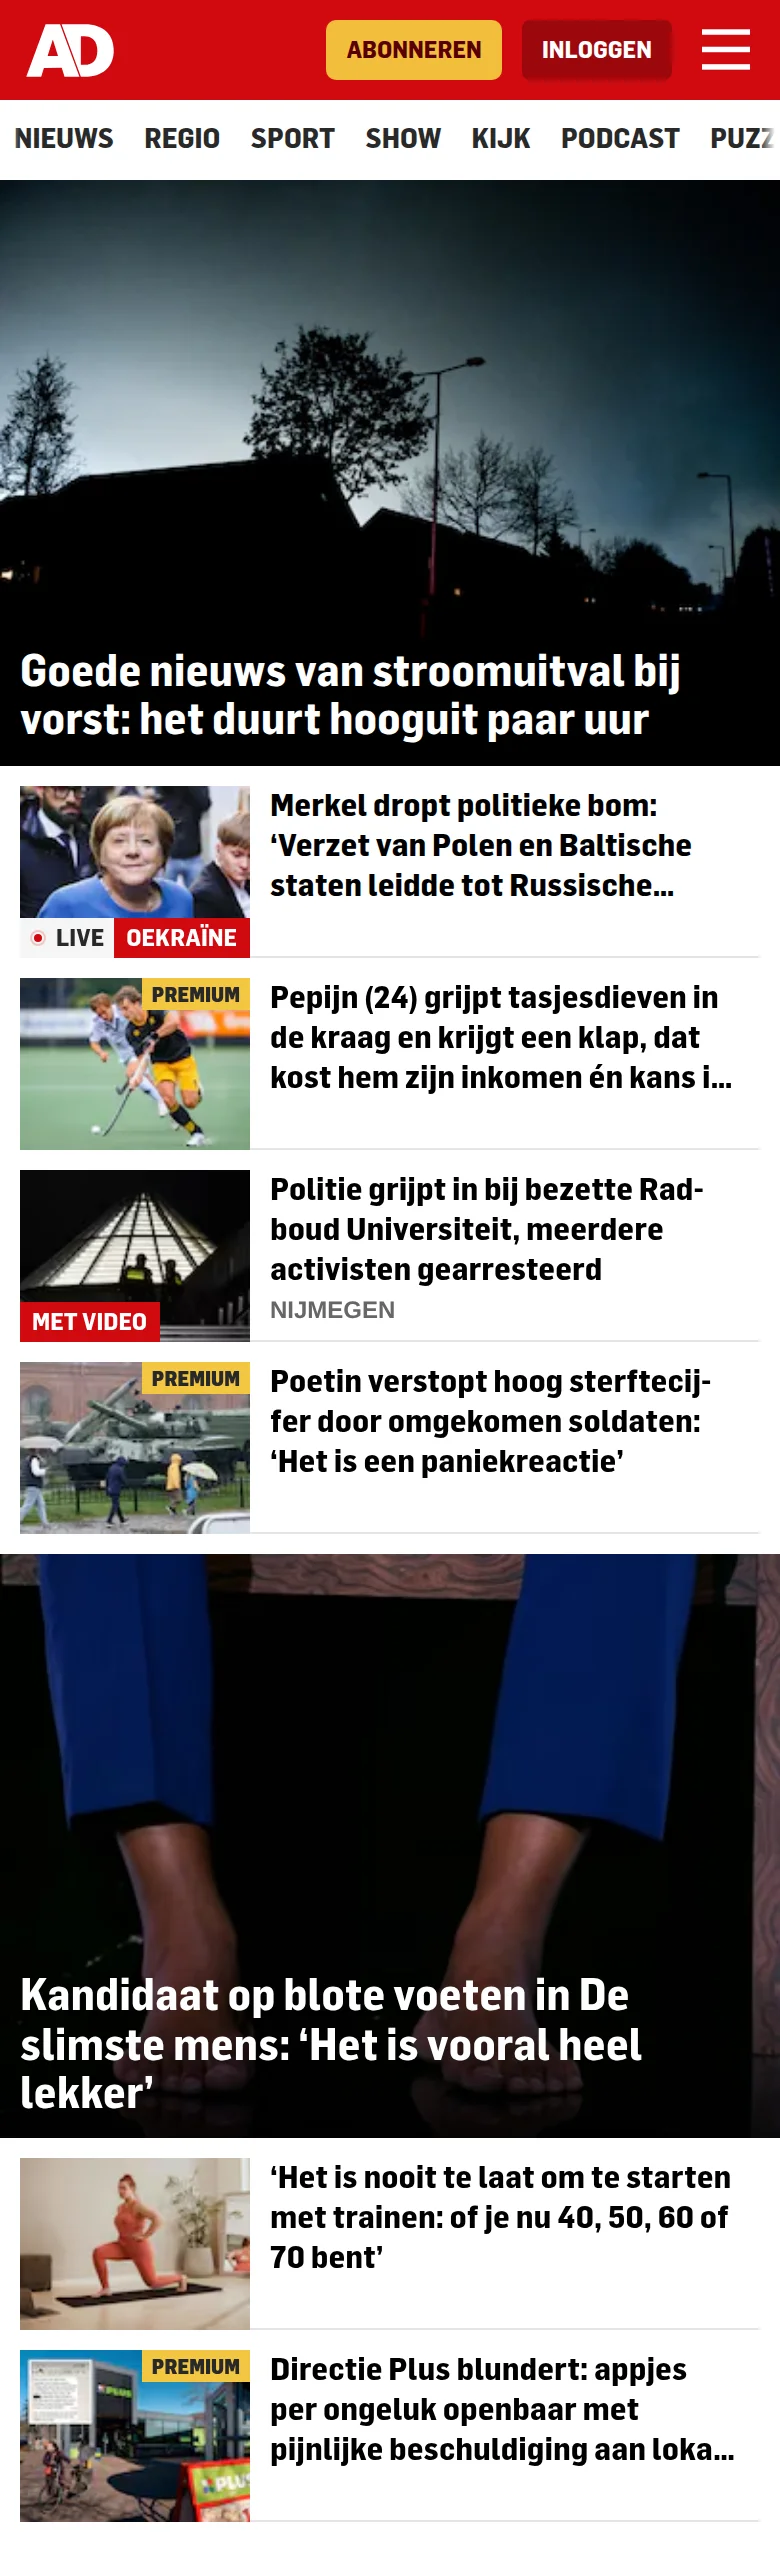 AD
ABONNEREN
INLOGGEN
NIEUWS REGIO SPORT SHOW KIJK PODCAST PUZZ
Goede nieuws van stroomuitval bij
vorst: het duurt hooguit paar uur
Merkel dropt politieke bom:
‘Verzet van Polen en Baltische
staten leidde tot Russische...
LIVE OEKRAÏNE
PREMIUM
Pepijn (24) grijpt tasjesdieven in
de kraag en krijgt een klap, dat
kost hem zijn inkomen én kans i...
Politie grijpt in bij bezette Rad-
boud Universiteit, meerdere
activisten gearresteerd
NIJMEGEN
MET VIDEO
PREMIUM
Poetin verstopt hoog sterftecij-
fer door omgekomen soldaten:
‘Het is een paniekreactie’
Kandidaat op blote voeten in De
slimste mens: ‘Het is vooral heel
lekker’
‘Het is nooit te laat om te starten
met trainen: of je nu 40, 50, 60 of
70 bent’
PREMIUM
Directie Plus blundert: appjes
per ongeluk openbaar met
pijnlijke beschuldiging aan loka...
PLUS
PLUS